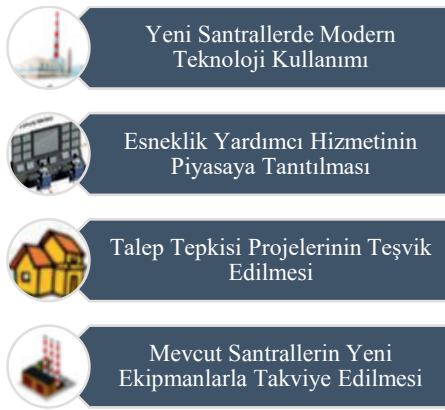 Yeni Santrallerde Modern
Teknoloji Kullanımı
Esneklik Yardımcı Hizmetinin
Piyasaya Tanıtılması
Talep Tepkisi Projelerinin Teşvik
Edilmesi
Mevcut Santrallerin Yeni
Ekipmanlarla Takviye Edilmesi